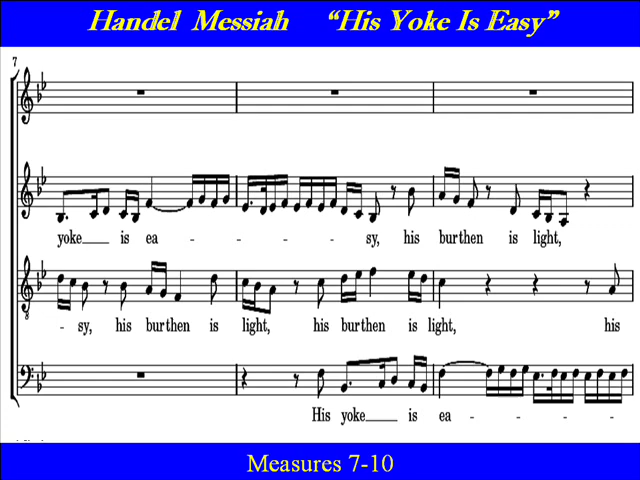 Handel Messiah “His Yoke Is Easy”
7
yoke is ea - - - - sy, his burthen is light,
- sy, his burthen is light, his burthen is light, his
His yoke is ea - - - -
Measures 7-10